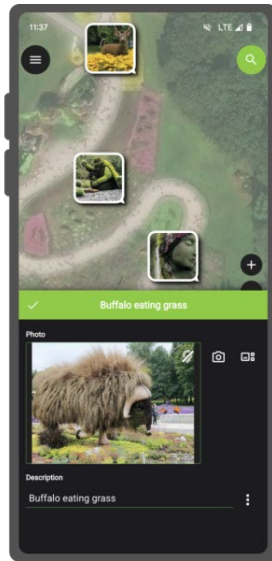 11:37
LTE
Buffalo eating grass
Photo
Description
Buffalo eating grass